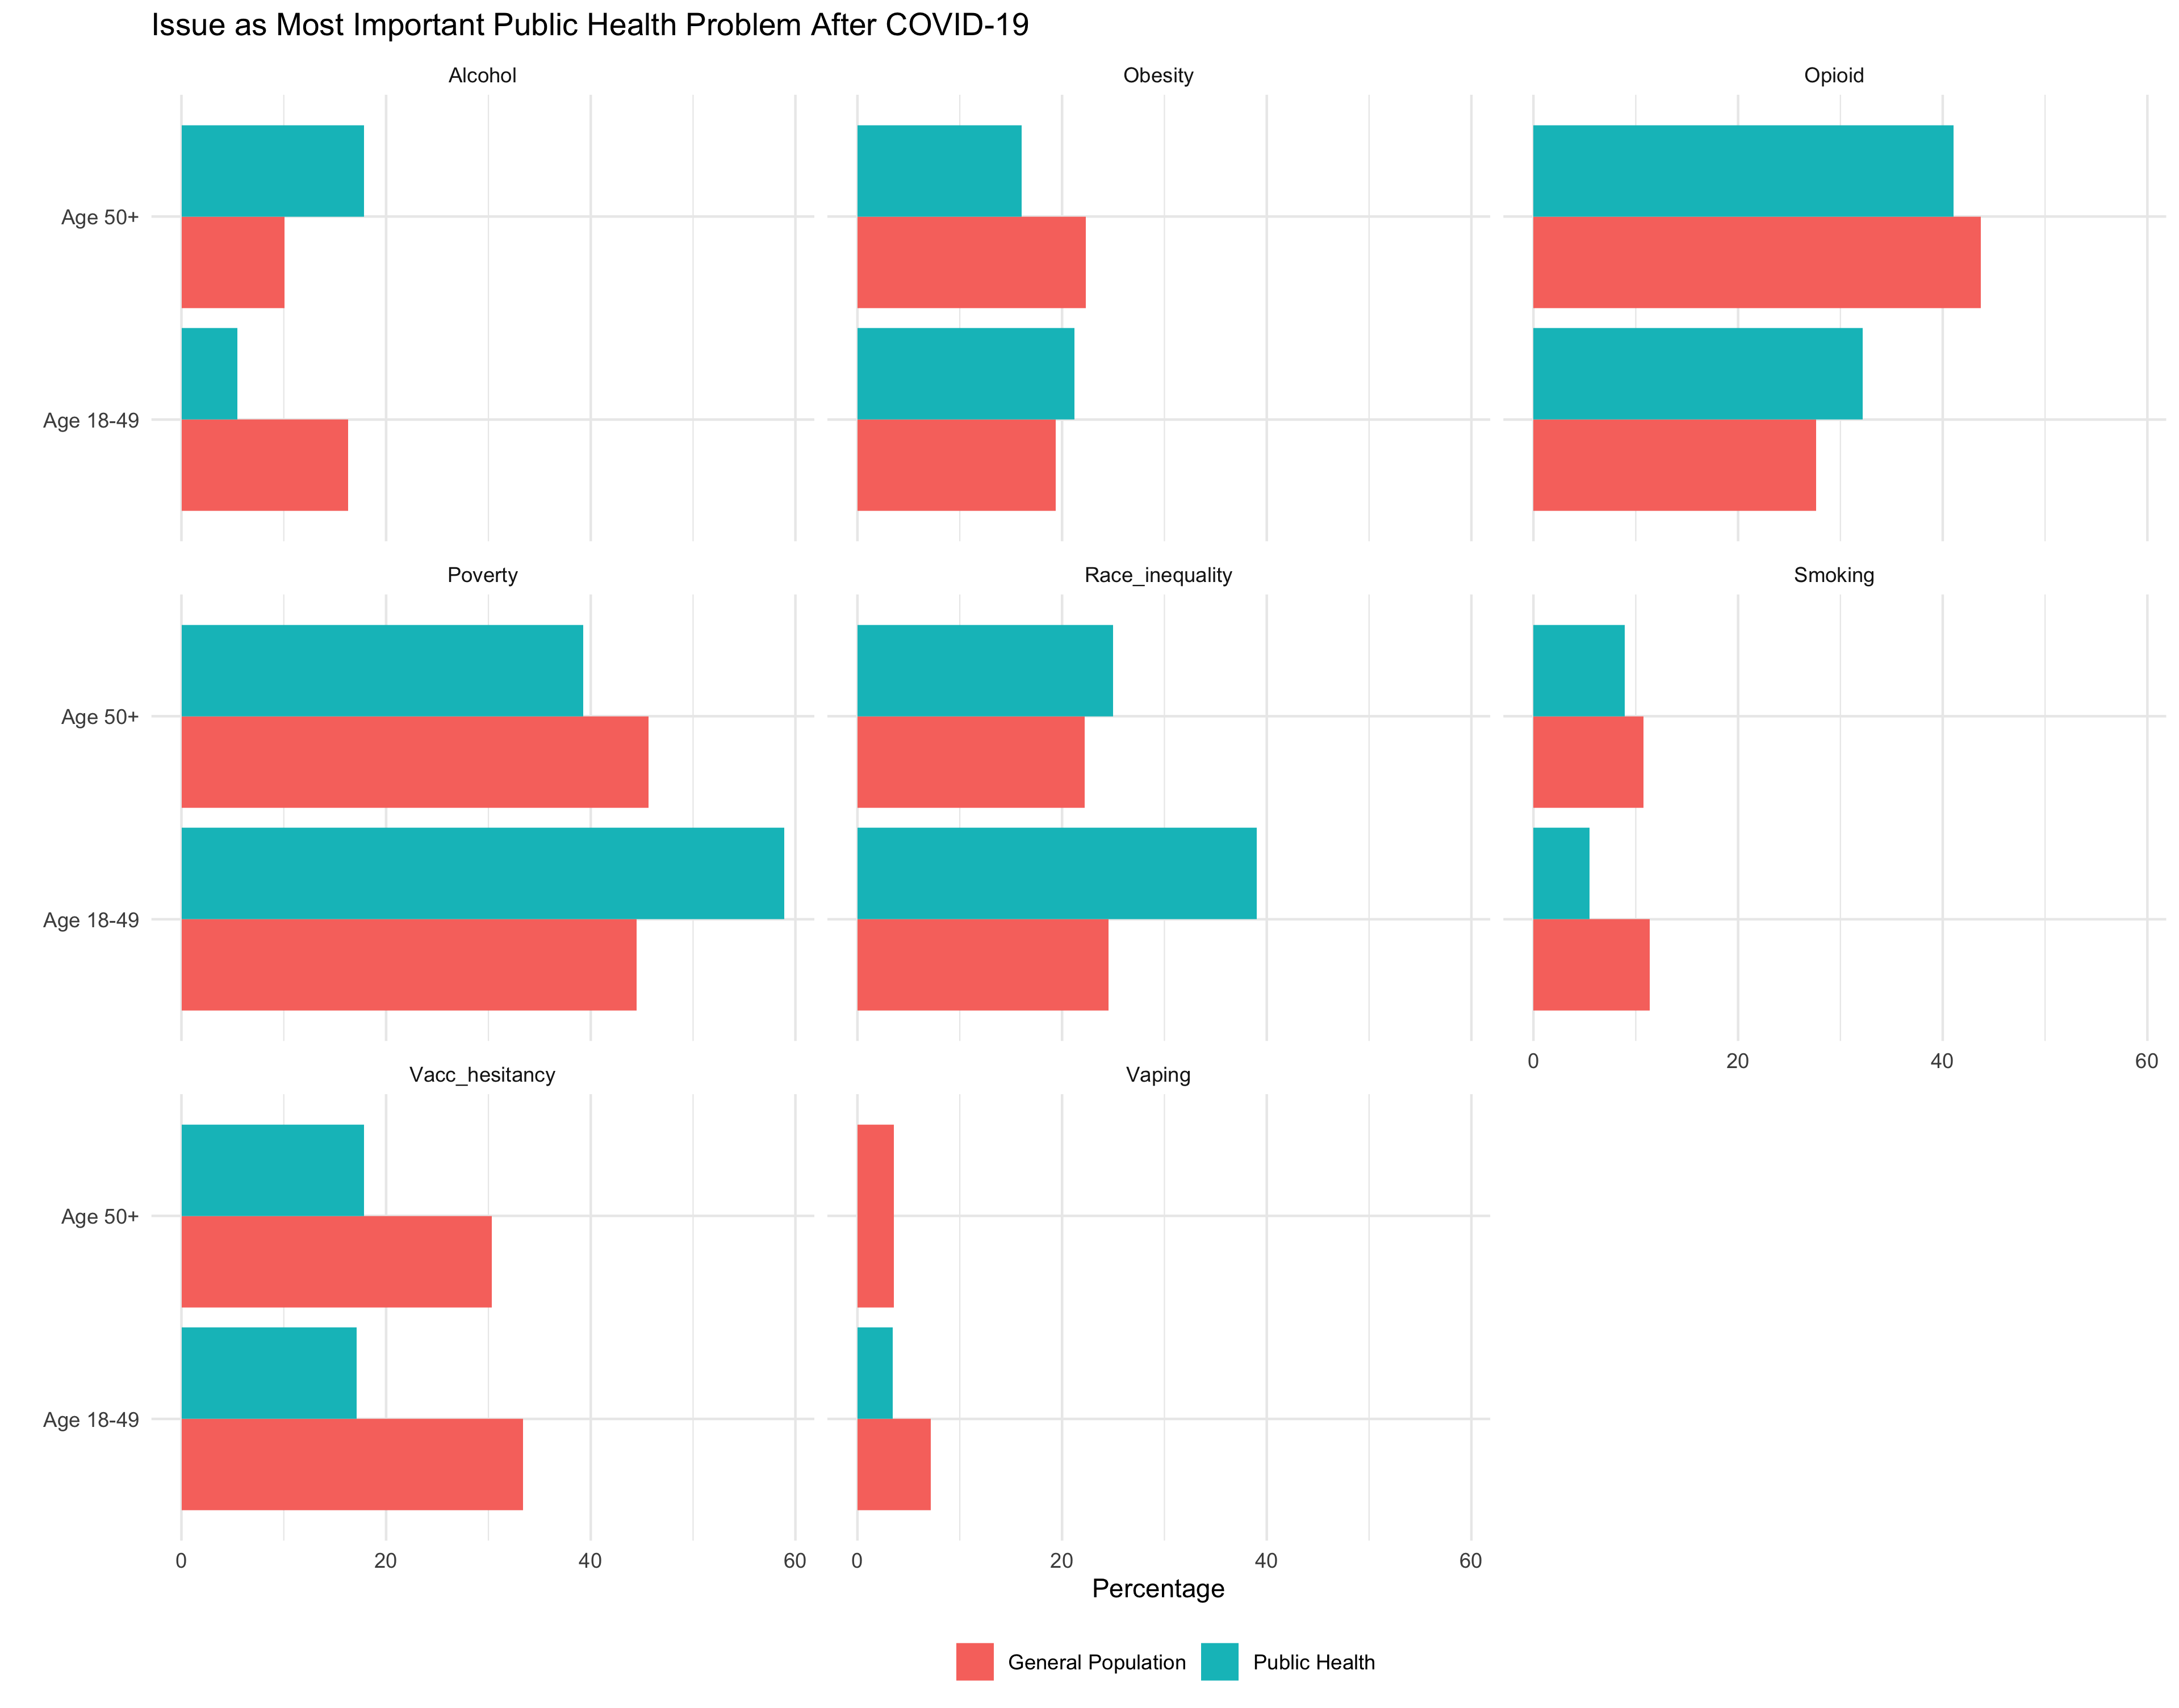 Issue as Most Important Public Health Problem After COVID-19
Alcohol
Obesity
Opioid
Age 50+
Age 18-49
Poverty
Race_inequality
Smoking
Age 50+
Age 18-49
0 20 40 60
Vacc_hesitancy
Vaping
Age 50+
Age 18-49
0 20 40 60
0 20 40 60
Percentage
General Population
Public Health